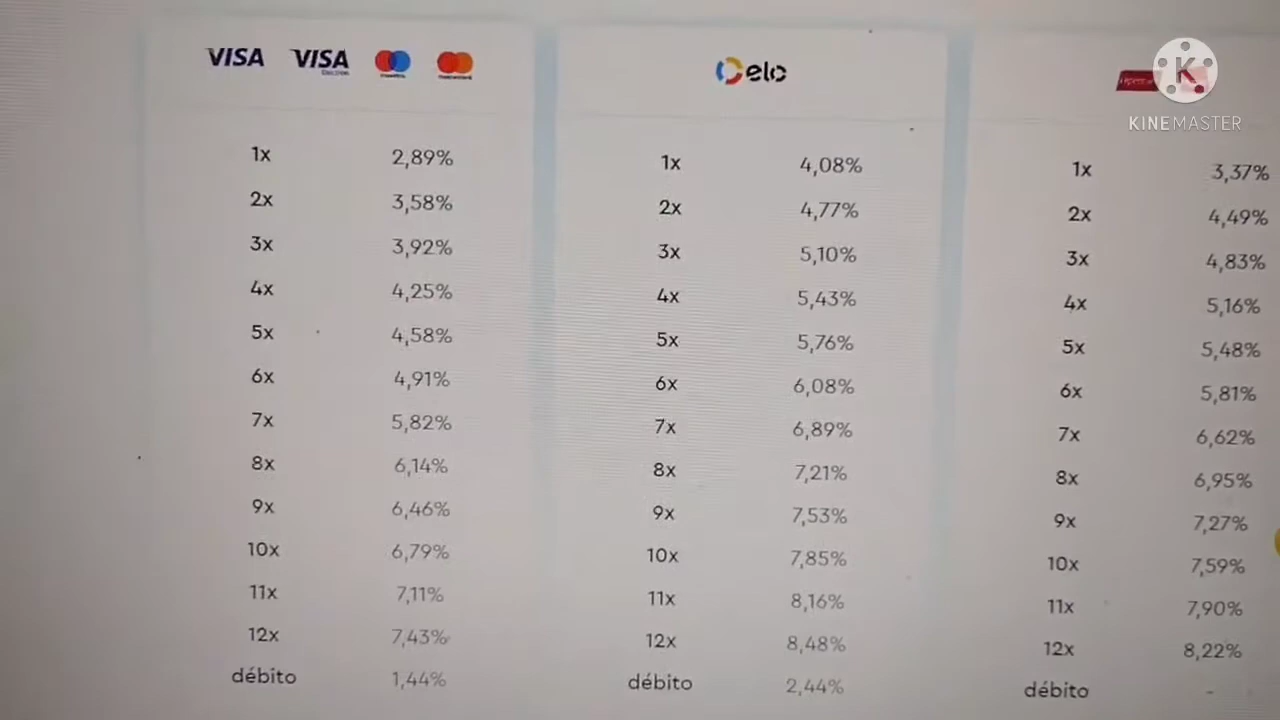 VISA VISA elo
KINEMASTER
1x 2,89% 1x 4,08% 1x 3,37%
2x 3,58% 2x 4,77% 2x 4,49%
3x 3,92% 3x 5,10% 3x 4,83%
4x 4,25% 4x 5,43% 4x 5,16%
5x 4,58% 5x 5,76% 5x 5,48%
6x 4,91% 6x 6,08% 6x 5,81%
7x 5,82% 7x 6,89% 7x 6,62%
8x 6,14% 8x 7,21% 8x 6,95%
9x 6,46% 9x 7,53% 9x 7,27%
10x 6,79% 10x 7,85% 10x 7,59%
11x 7,11% 11x 8,16% 11x 7,90%
12x 7,43% 12x 8,48% 12x 8,22%
débito 1,44% débito 2,44% débito -